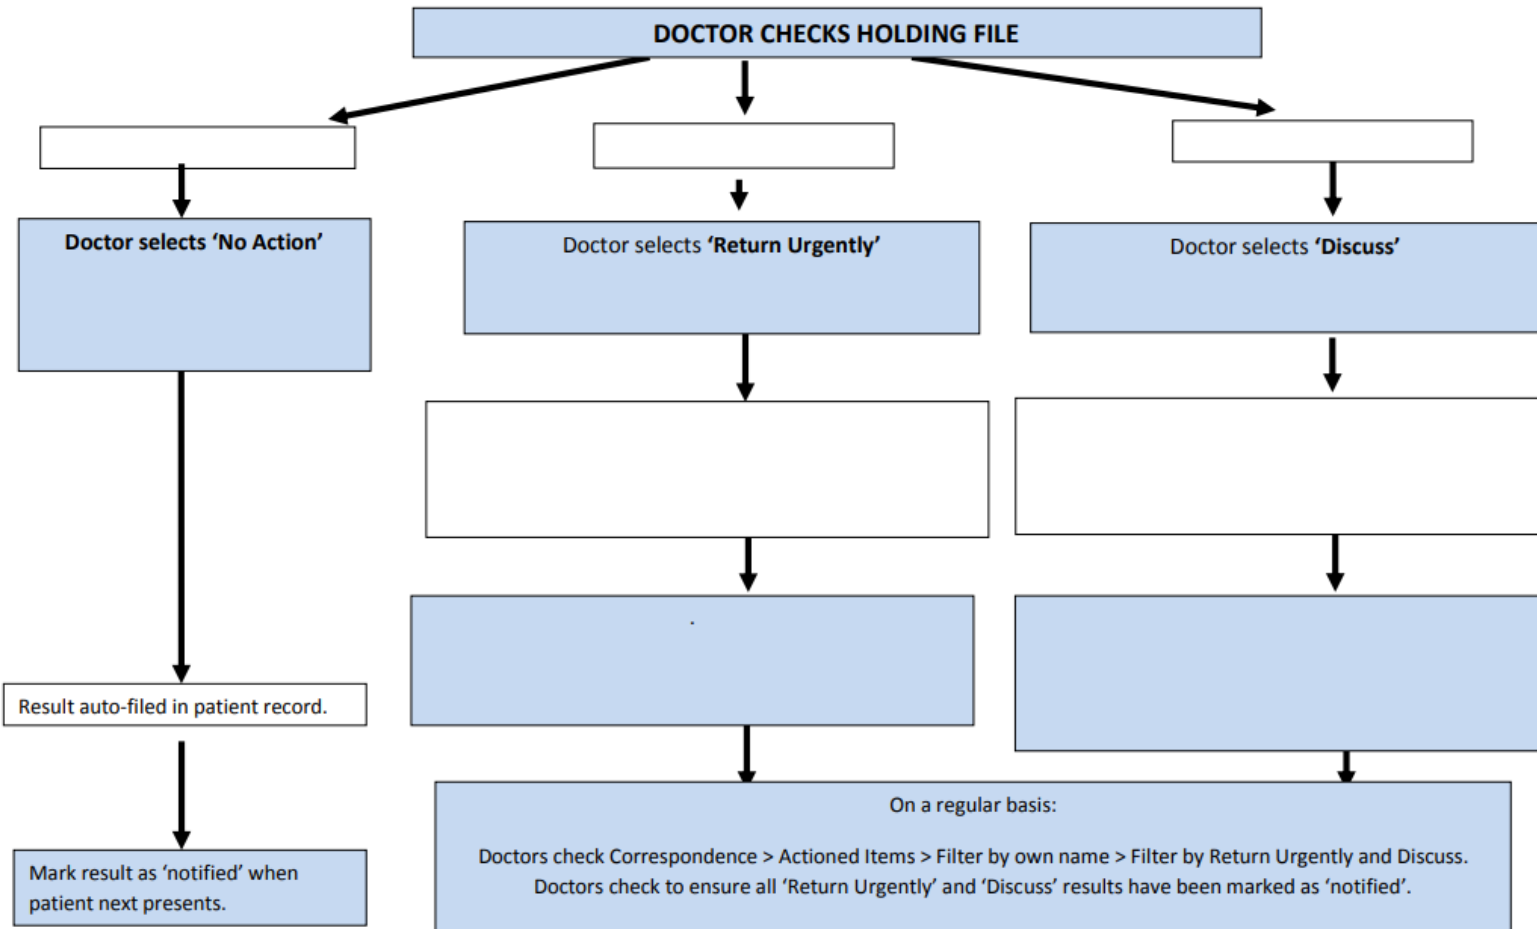 DOCTOR CHECKS HOLDING FILE
Doctor selects ‘No Action’
Doctor selects ‘Return Urgently’
Doctor selects ‘Discuss’
.
Result auto-filed in patient record.
Mark result as ‘notified’ when
patient next presents.
On a regular basis:
Doctors check Correspondence > Actioned Items > Filter by own name > Filter by Return Urgently and Discuss.
Doctors check to ensure all ‘Return Urgently’ and ‘Discuss’ results have been marked as ‘notified’.